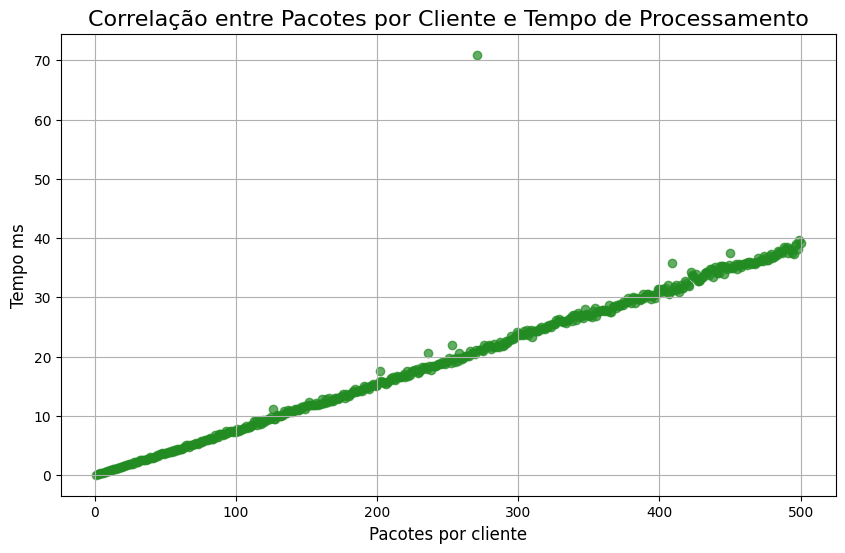 Correlação entre Pacotes por Cliente e Tempo de Processamento
70
60
50
40
30
20
10
0
Tempo ms
0 100 200 300 400 500
Pacotes por cliente